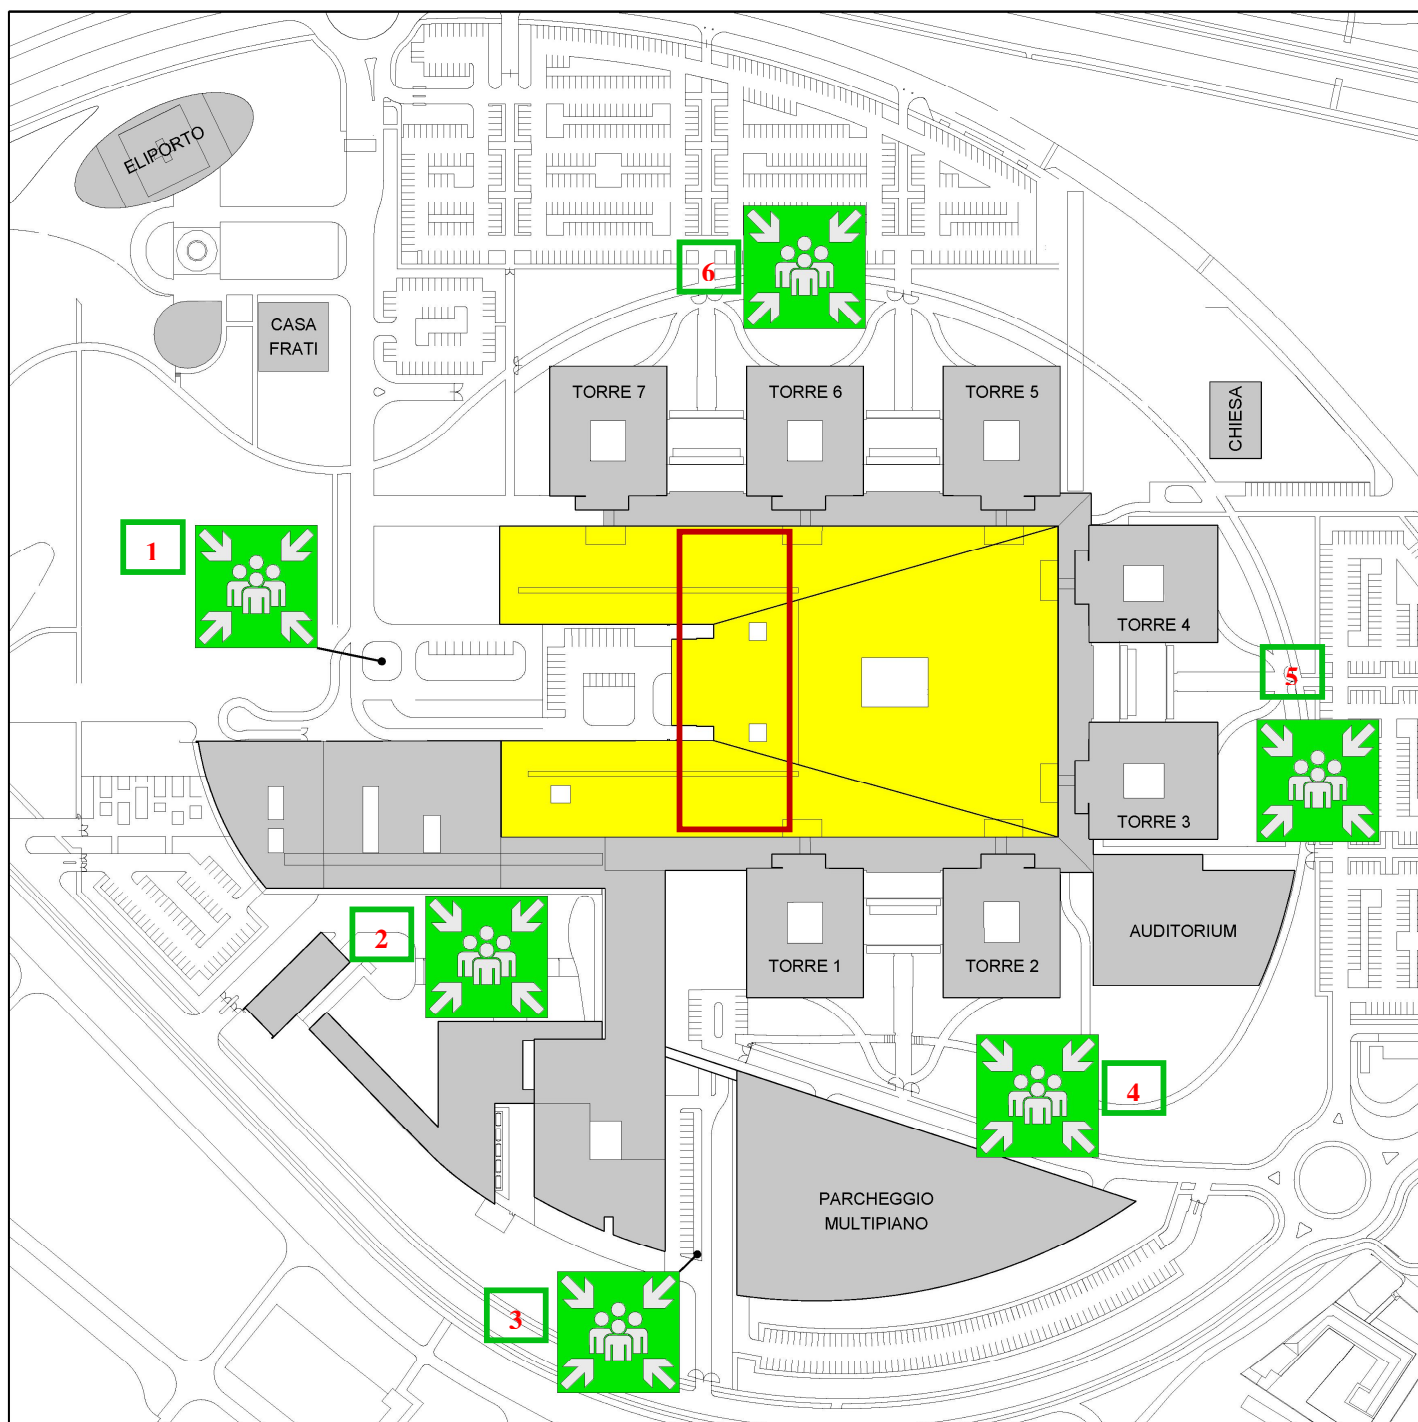 ELIPORTO
6
CASA
FRATI
TORRE 7
TORRE 6
TORRE 5
CHIESA
1
TORRE 4
5
TORRE 3
2
AUDITORIUM
TORRE 1
TORRE 2
4
PARCHEGGIO
MULTIPIANO
3